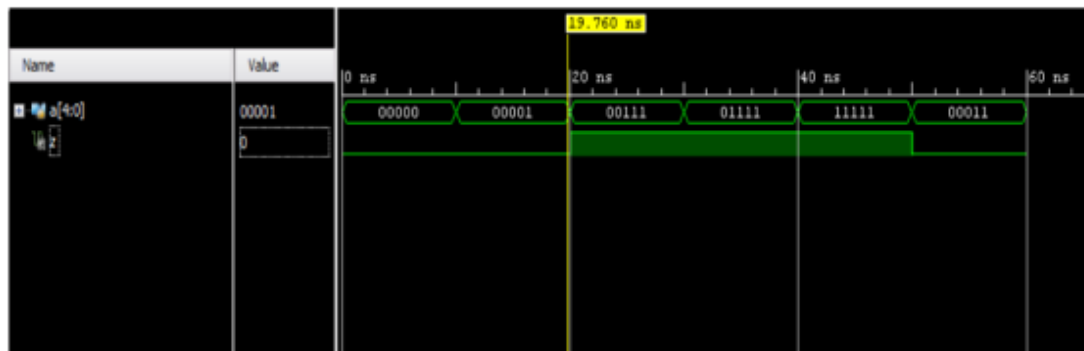 19.760 ns
Name Value
0 ns 20 ns 40 ns 60 ns
a[4:0] 00001 00000 00001 00111 01111 11111 00011
z 0